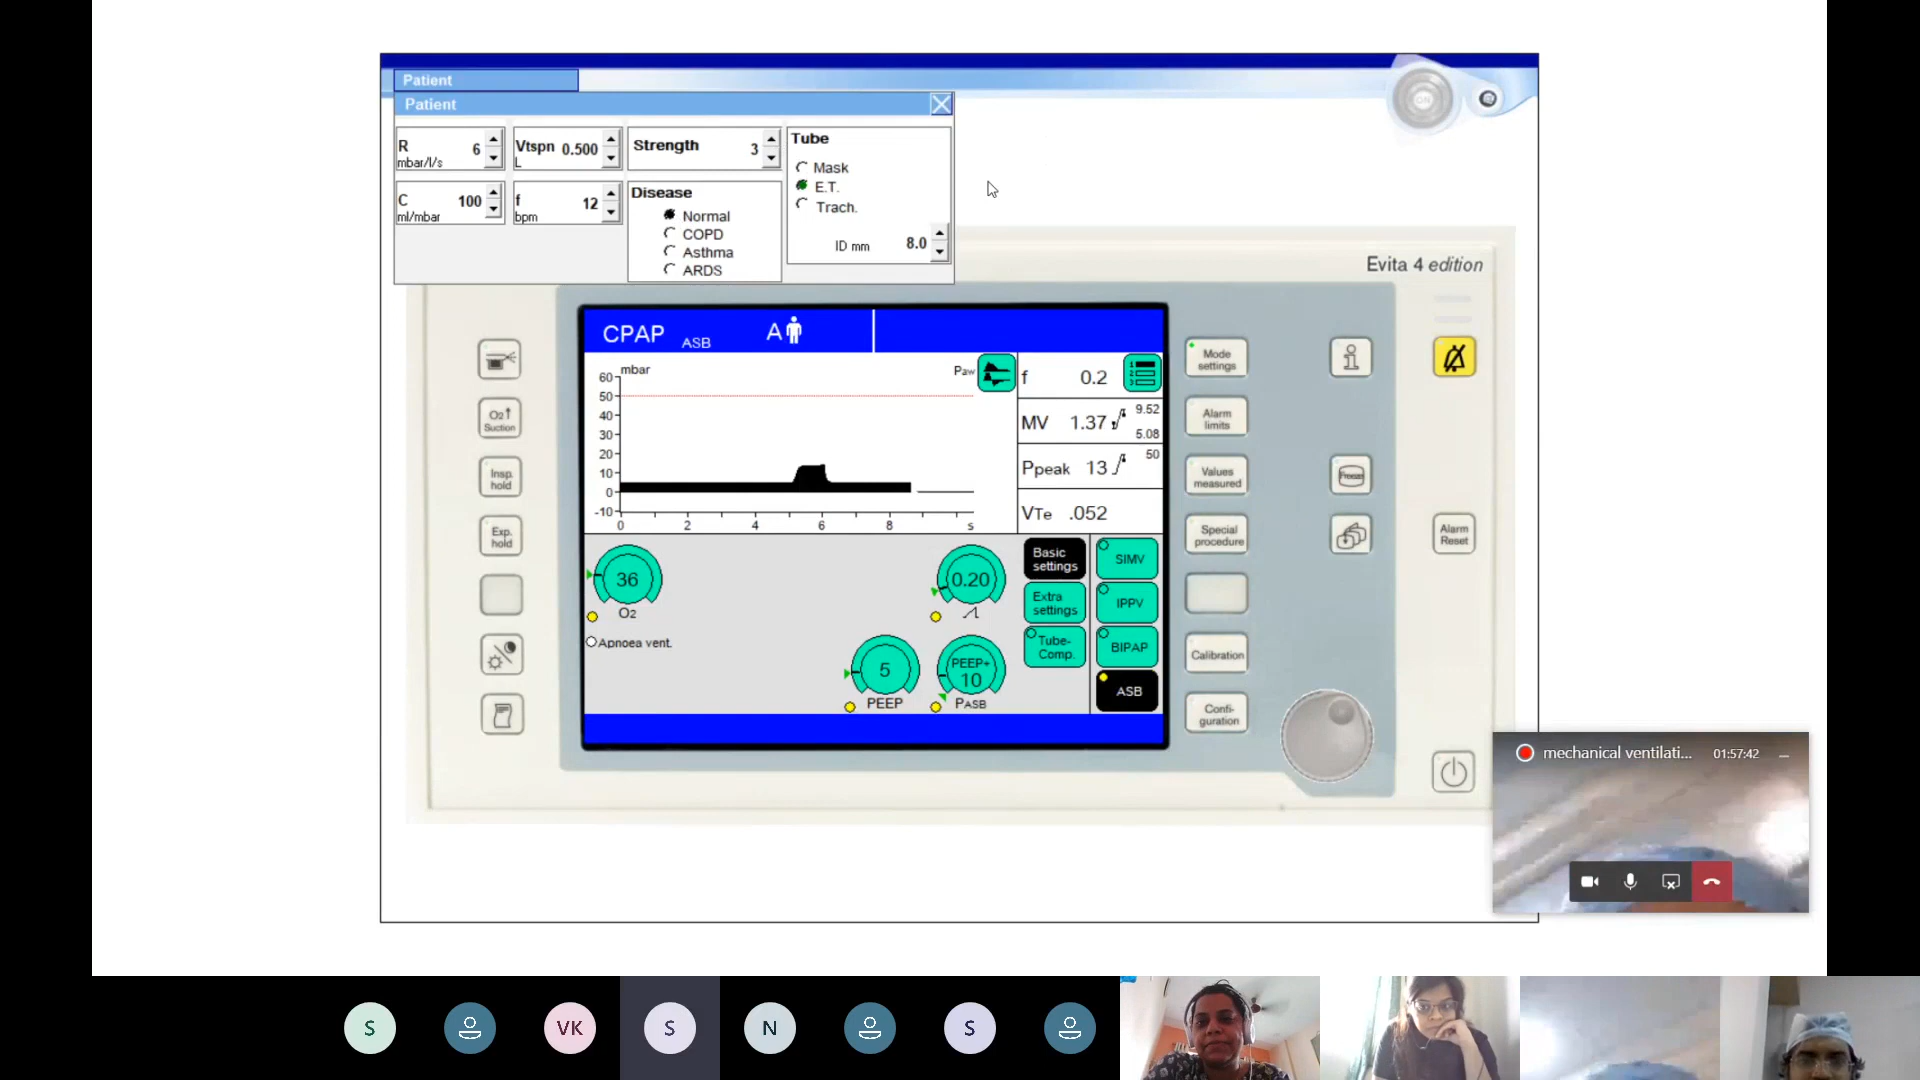 Patient
Patient
R
mbar/l/s
6
Vtspn
L
0.500
Strength
3
Tube
Mask
E.T.
Trach.
ID mm
8.0
C
ml/mbar
100
f
bpm
12
Disease
Normal
COPD
Asthma
ARDS
ON
Evita 4 edition
CPAP
ASB
A
mbar
Paw
60
50
40
30
20
10
0
-10
0
2
4
6
8
s
f 0.2
MV 1.37
9.52
5.08
Ppeak 13
50
VTe .052
36
O2
Apnoea vent.
0.20
5
PEEP
PEEP+
10
PASB
Basic
settings
Extra
settings
Tube-
Comp.
SIMV
IPPV
BIPAP
ASB
O2↑
Suction
Insp.
hold
Exp.
hold
Mode
settings
Alarm
limits
Values
measured
Special
procedure
Calibration
Confi-
guration
i
Freeze
Alarm
Reset
mechanical ventilati...
01:57:42
S
VK
S
N
S